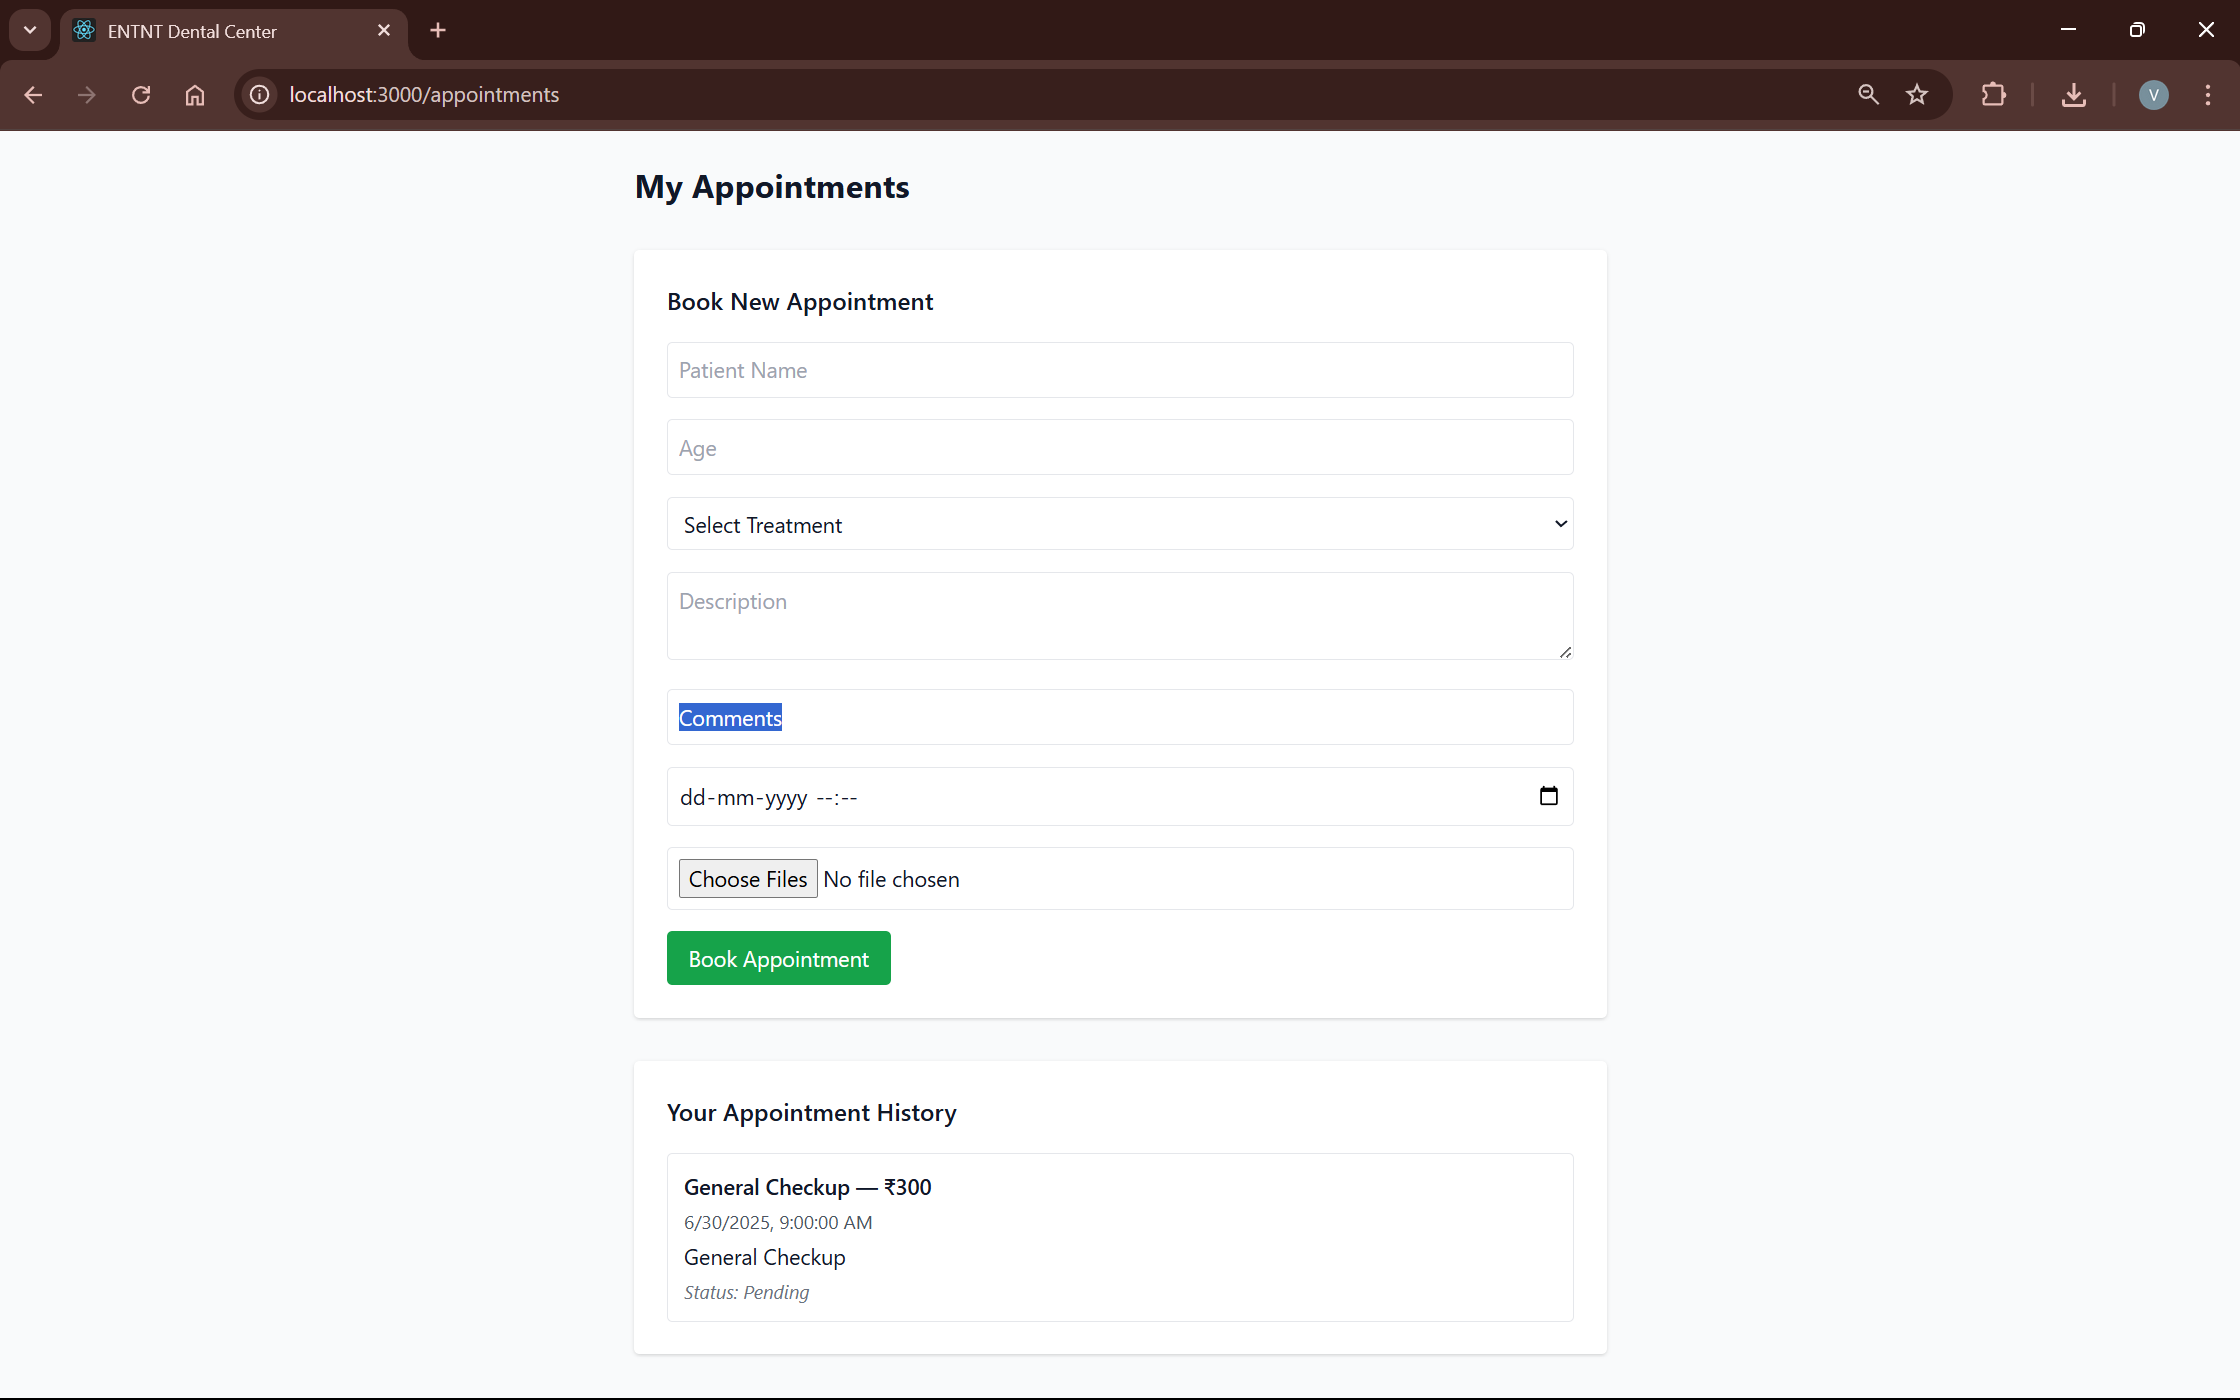 ENTNT Dental Center
localhost:3000/appointments
V
My Appointments
Book New Appointment
Patient Name
Age
Select Treatment
Description
Comments
dd-mm-yyyy --:--
Choose Files No file chosen
Book Appointment
Your Appointment History
General Checkup — ₹300
6/30/2025, 9:00:00 AM
General Checkup
Status: Pending